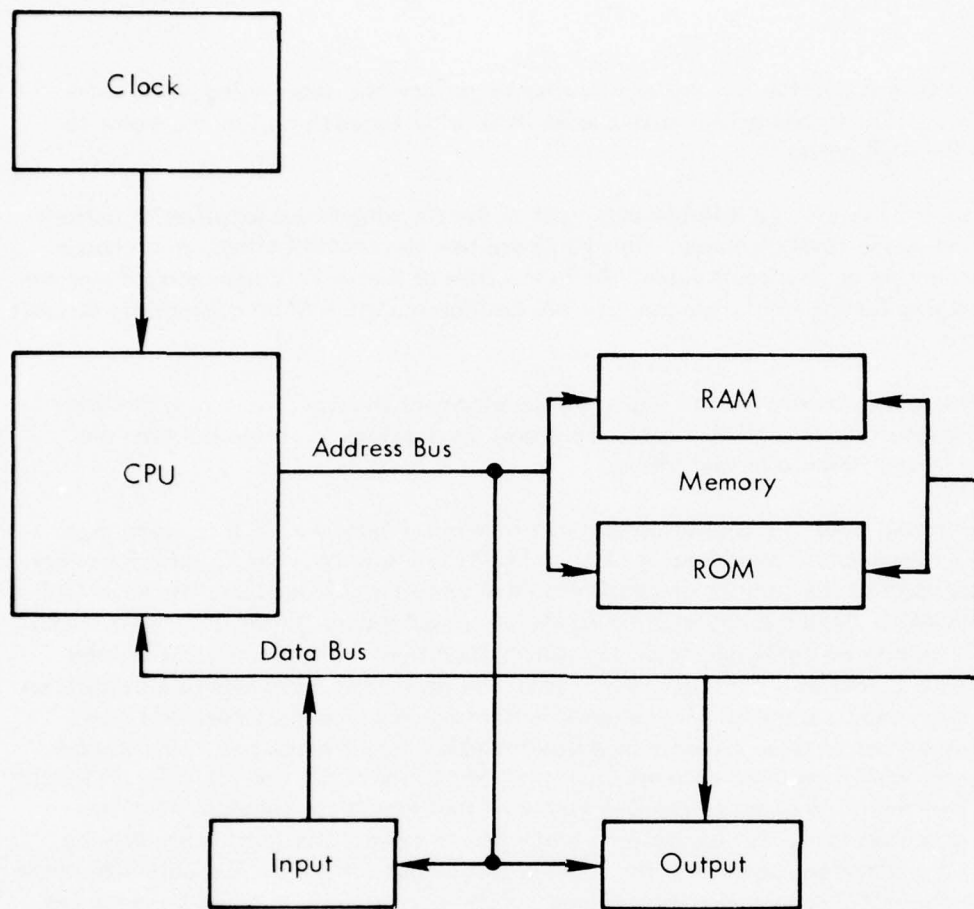 Clock
CPU
Address Bus
RAM
Memory
ROM
Data Bus
Input
Output